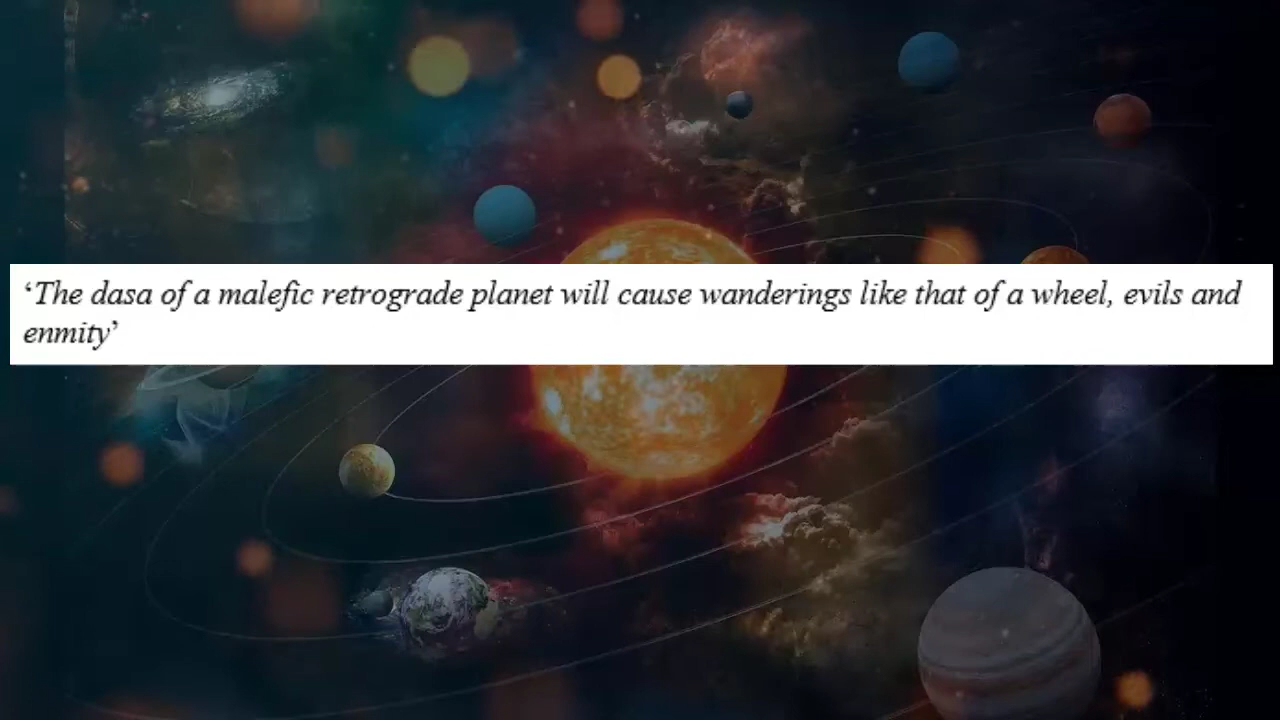 ‘The dasa of a malefic retrograde planet will cause wanderings like that of a wheel, evils and
enmity’